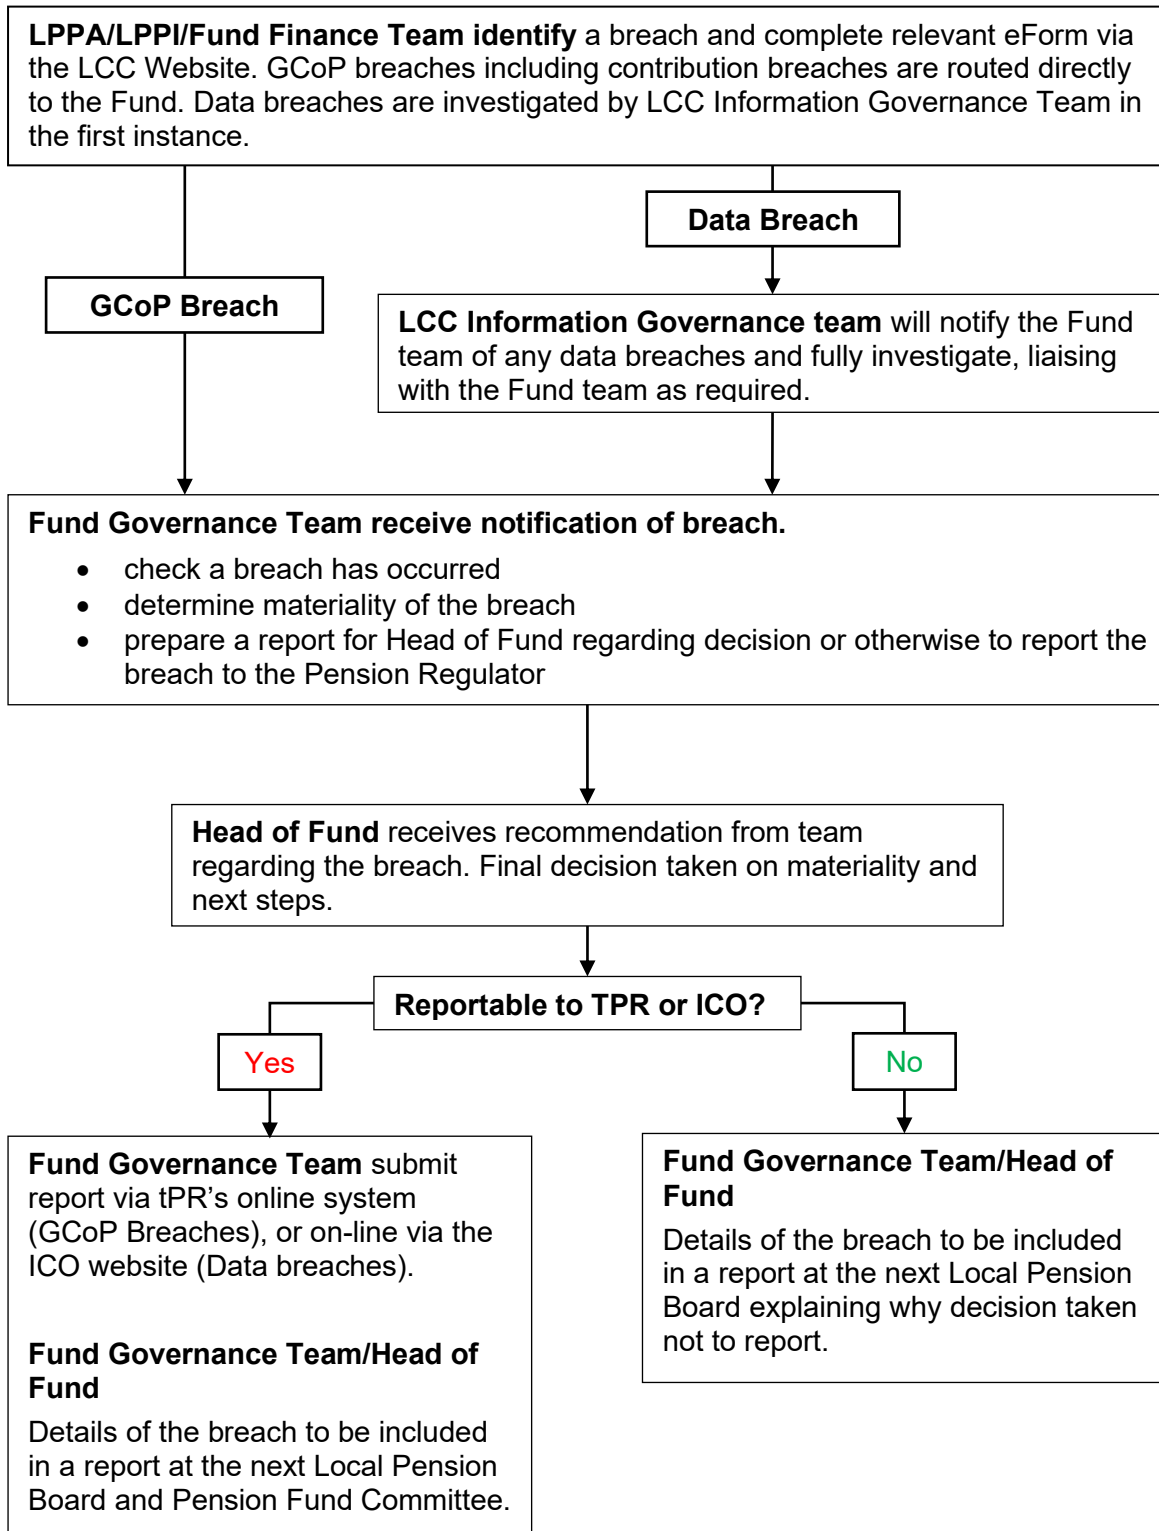 LPPA/LPPI/Fund Finance Team identify a breach and complete relevant eForm via
the LCC Website. GCoP breaches including contribution breaches are routed directly
to the Fund. Data breaches are investigated by LCC Information Governance Team in
the first instance.
Data Breach
GCoP Breach
LCC Information Governance team will notify the Fund
team of any data breaches and fully investigate, liaising
with the Fund team as required.
Fund Governance Team receive notification of breach.
• check a breach has occurred
• determine materiality of the breach
• prepare a report for Head of Fund regarding decision or otherwise to report the
breach to the Pension Regulator
Head of Fund receives recommendation from team
regarding the breach. Final decision taken on materiality and
next steps.
Reportable to TPR or ICO?
Yes
No
Fund Governance Team submit
report via tPR’s online system
(GCoP Breaches), or on-line via the
ICO website (Data breaches).
Fund Governance Team/Head of
Fund
Details of the breach to be included
in a report at the next Local Pension
Board and Pension Fund Committee.
Fund Governance Team/Head of
Fund
Details of the breach to be included
in a report at the next Local Pension
Board explaining why decision taken
not to report.